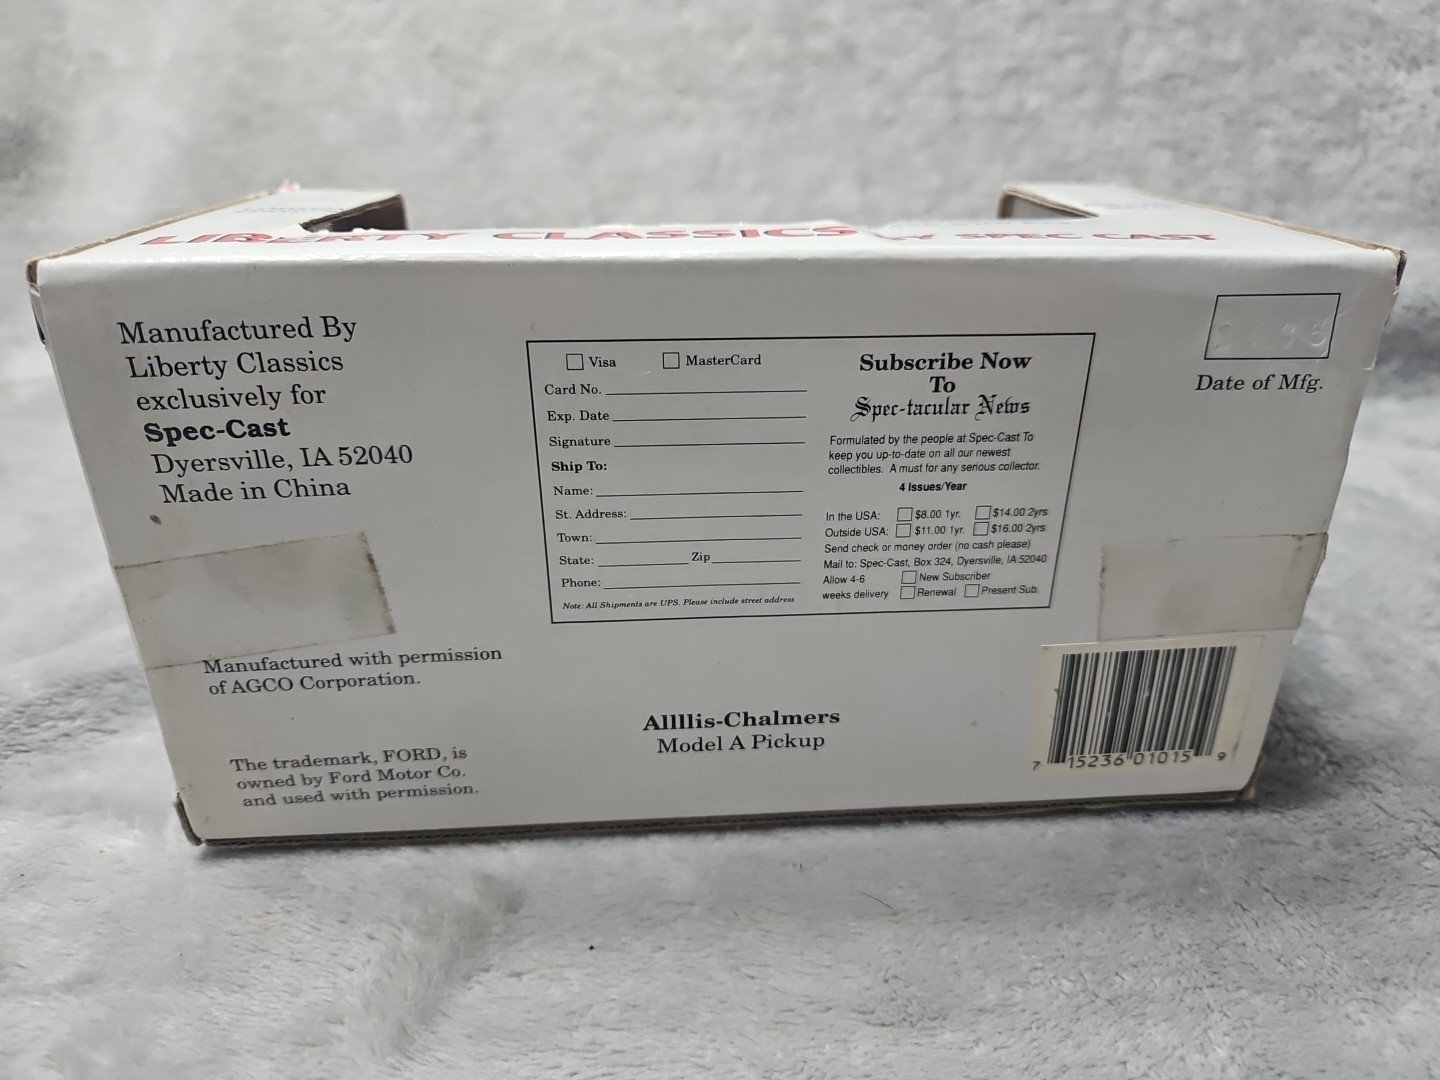 LIBERTY CLASSICS BY SPEC CAST
Manufactured By
Liberty Classics
exclusively for
Spec-Cast
Dyersville, IA 52040
Made in China
Visa MasterCard
Card No.
Exp. Date
Signature
Ship To:
Name:
St. Address:
Town:
State: Zip
Phone:
Note: All Shipments are UPS. Please include street address
Subscribe Now
To
Spec-tacular News
Formulated by the people at Spec-Cast To
keep you up-to-date on all our newest
collectibles. A must for any serious collector.
4 Issues/Year
In the USA: $8.00 1yr. $14.00 2yrs
Outside USA: $11.00 1yr. $16.00 2yrs
Send check or money order (no cash please)
Mail to: Spec-Cast, Box 324, Dyersville, IA 52040
Allow 4-6 New Subscriber
weeks delivery Renewal Present Sub.
Date of Mfg.
Manufactured with permission
of AGCO Corporation.
The trademark, FORD, is
owned by Ford Motor Co.
and used with permission.
Allllis-Chalmers
Model A Pickup
7 15236 01015 9